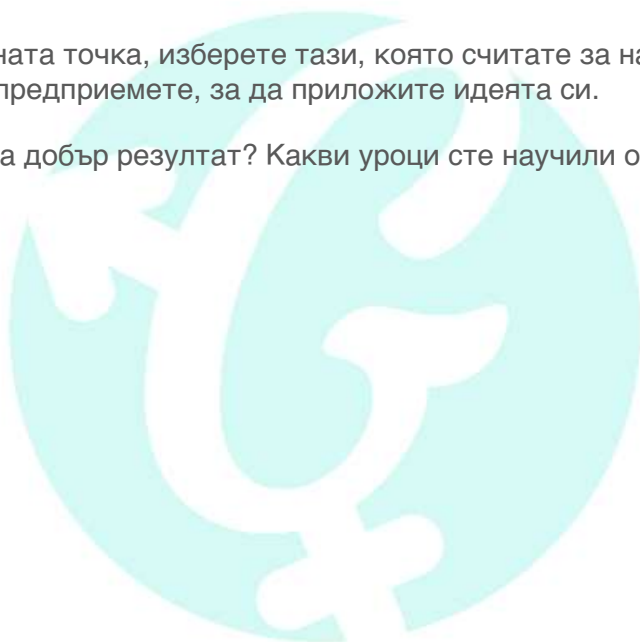 ната точка, изберете тази, която считате за на
предприемете, за да приложите идеята си.
а добър резултат? Какви уроци сте научили о